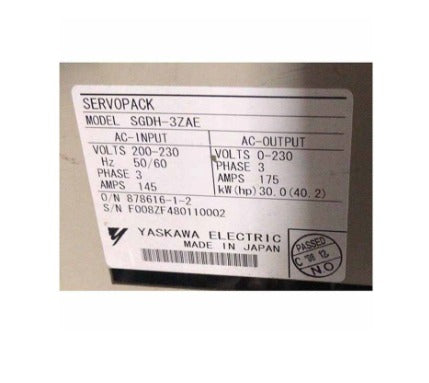 SERVOPACK
MODEL SGDH-3ZAE
AC-INPUT AC-OUTPUT
VOLTS 200-230 VOLTS 0-230
Hz 50/60 PHASE 3
PHASE 3 AMPS 175
AMPS 145 kW(hp)30.0(40.2)
O/N 878616-1-2
S/N F008ZF480110002
YASKAWA ELECTRIC
MADE IN JAPAN
PASSED
C '08 12
NO